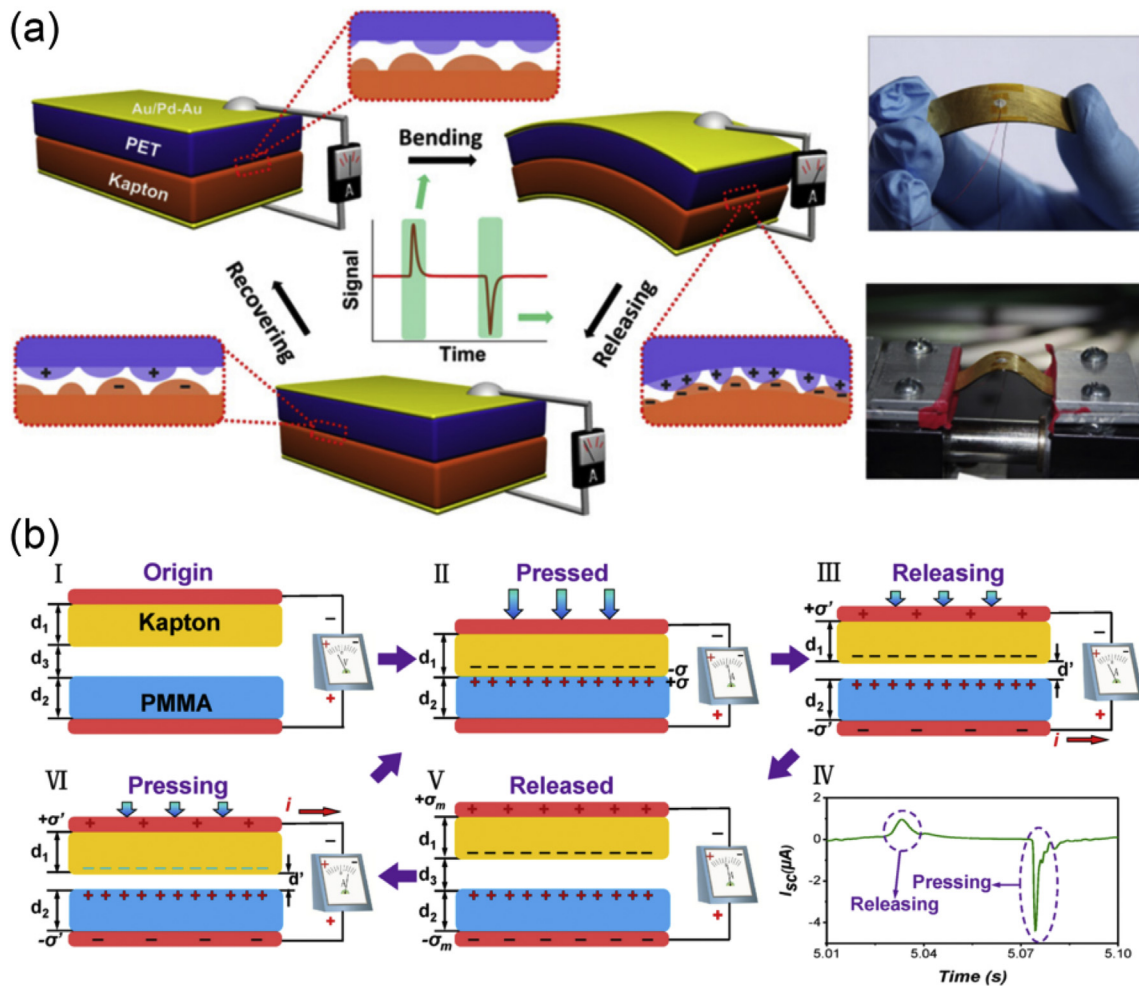 (a)
Au/Pd-Au
PET
Kapton
A
Bending
A
Signal
Time
Recovering
Releasing
+ + - -
A
+ + + + + + +
- - - - - -
(b)
I
Origin
d1
Kapton
d3
d2
PMMA
-
+
II
Pressed
d1
-σ
+σ
d2
-
+
III
Releasing
+σ'
d1
d'
d2
-σ'
i
-
+
VI
Pressing
+σ'
i
d1
d'
d2
-σ'
-
+
V
Released
+σm
d1
d3
d2
-σm
-
+
IV
ISC(μA)
2
0
-2
-4
Releasing
Pressing
5.01 5.04 5.07 5.10
Time (s)